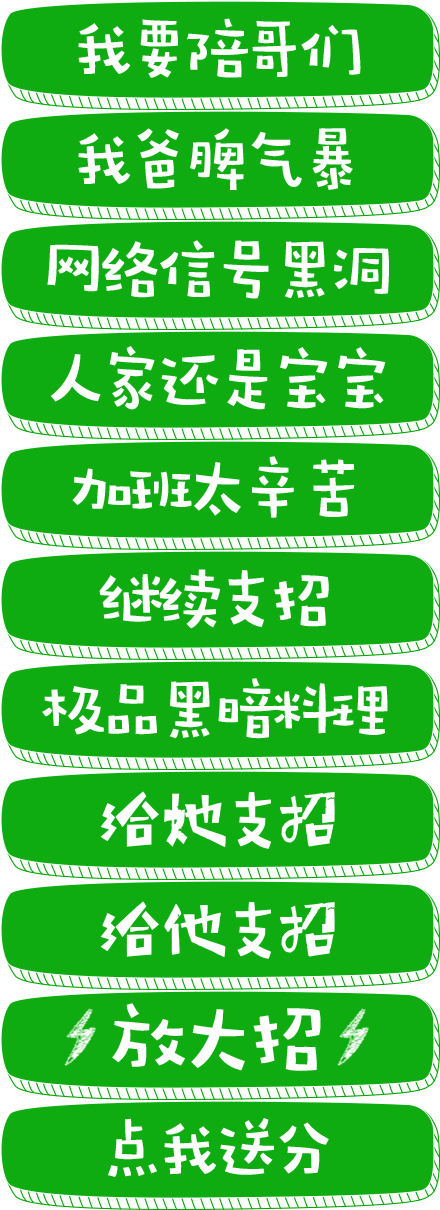 我要陪哥们
我爸脾气暴
网络信号黑洞
人家还是宝宝
加班太辛苦
继续支招
极品黑暗料理
给她支招
给他支招
放大招
点我送分